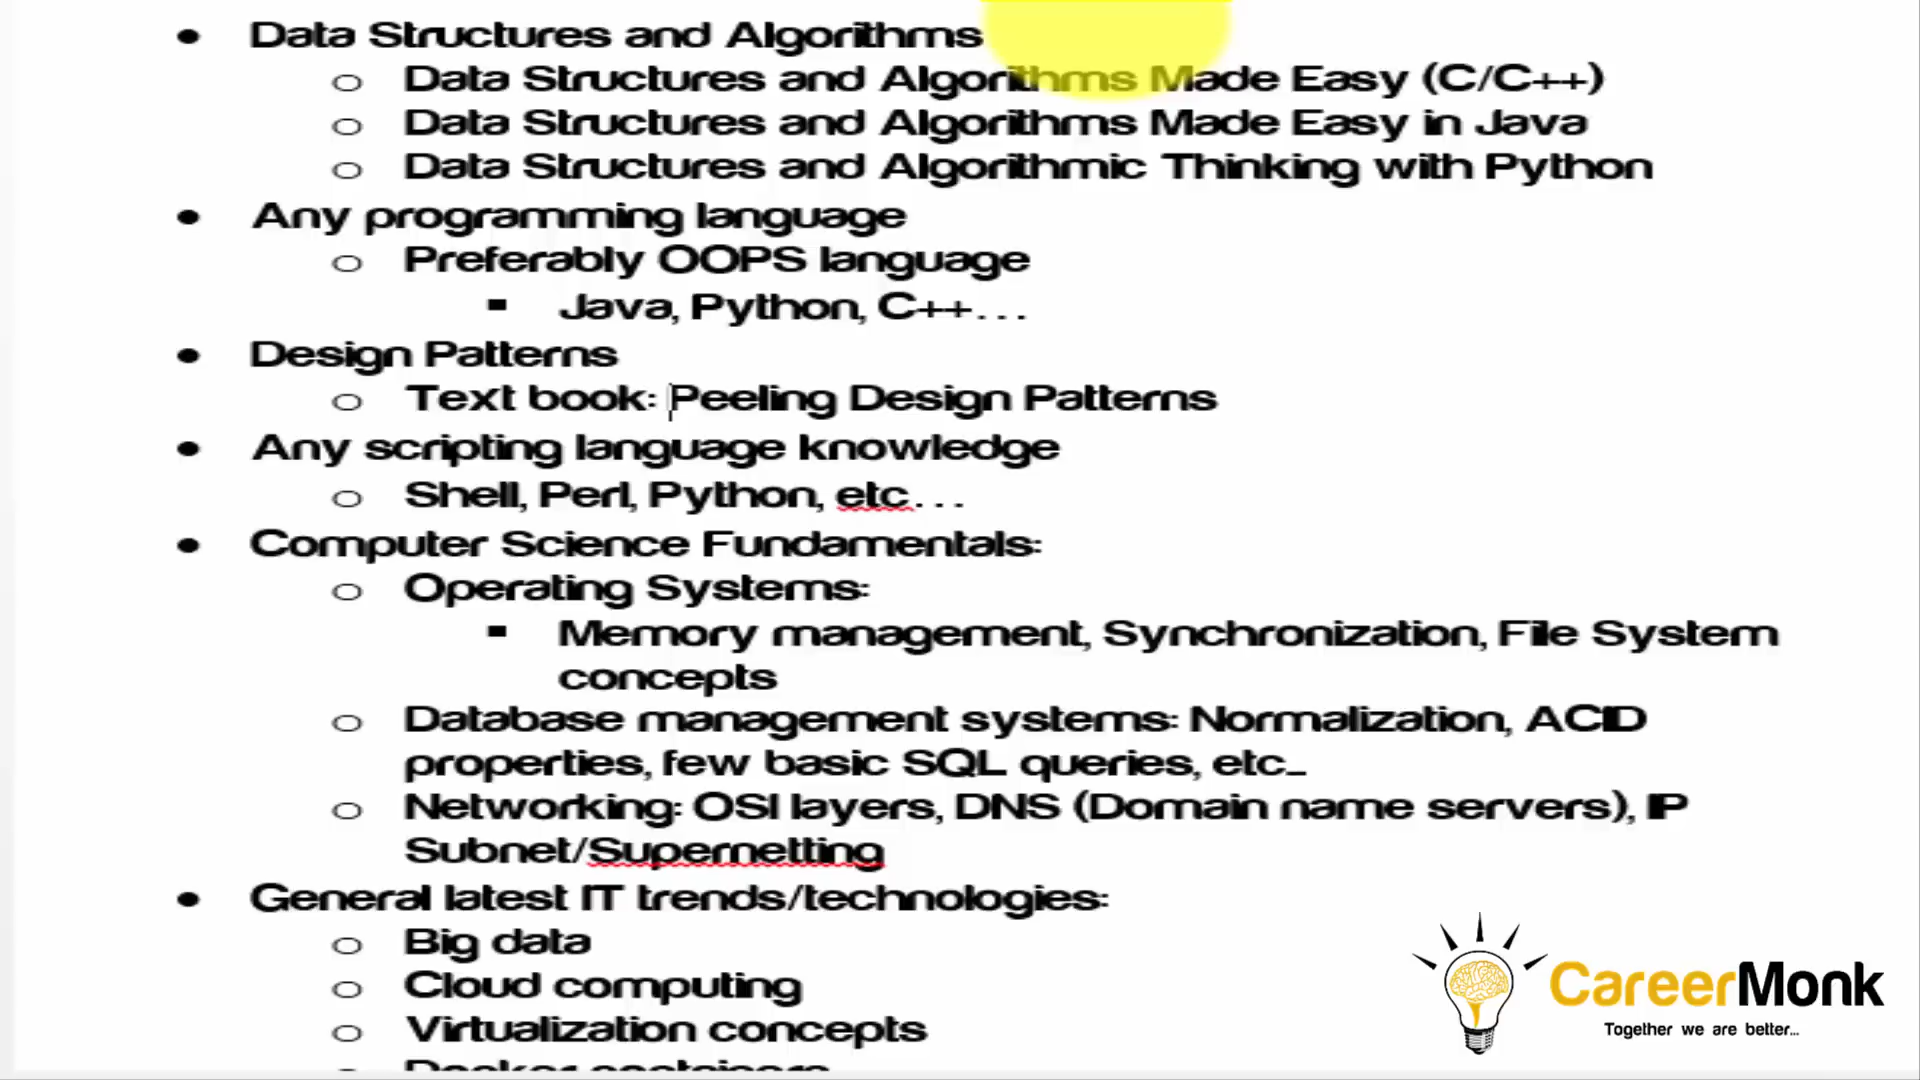 • Data Structures and Algorithms
○ Data Structures and Algorithms Made Easy (C/C++)
○ Data Structures and Algorithms Made Easy in Java
○ Data Structures and Algorithmic Thinking with Python
• Any programming language
○ Preferably OOPS language
▪ Java, Python, C++...
• Design Patterns
○ Text book: Peeling Design Patterns
• Any scripting language knowledge
○ Shell, Perl, Python, etc...
• Computer Science Fundamentals:
○ Operating Systems:
▪ Memory management, Synchronization, File System
concepts
○ Database management systems: Normalization, ACID
properties, few basic SQL queries, etc...
○ Networking: OSI layers, DNS (Domain name servers), IP
Subnet/Supernetting
• General latest IT trends/technologies:
○ Big data
○ Cloud computing
○ Virtualization concepts
Docker containers
CareerMonk
Together we are better...